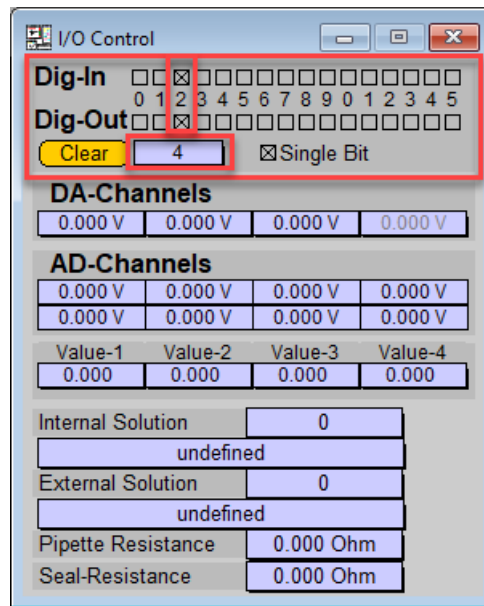 I/O Control
Dig-In
0 1 2 3 4 5 6 7 8 9 0 1 2 3 4 5
Dig-Out
Clear 4 Single Bit
DA-Channels
0.000 V 0.000 V 0.000 V 0.000 V
AD-Channels
0.000 V 0.000 V 0.000 V 0.000 V
0.000 V 0.000 V 0.000 V 0.000 V
Value-1 Value-2 Value-3 Value-4
0.000 0.000 0.000 0.000
Internal Solution 0
undefined
External Solution 0
undefined
Pipette Resistance 0.000 Ohm
Seal-Resistance 0.000 Ohm